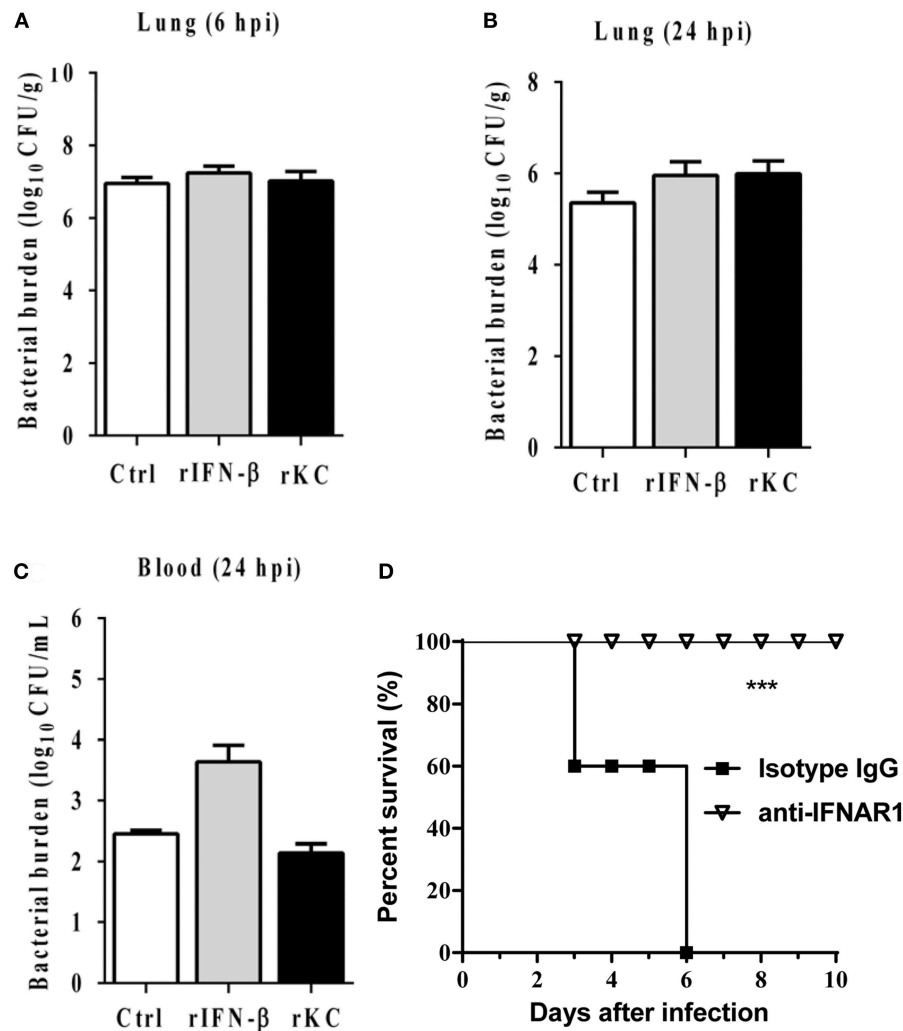 A
Lung (6 hpi)
Bacterial burden (log10 CFU/g)
10
8
6
4
2
0
Ctrl rIFN-β rKC
B
Lung (24 hpi)
Bacterial burden (log10 CFU/g)
8
6
4
2
0
Ctrl rIFN-β rKC
C
Blood (24 hpi)
Bacterial burden (log10 CFU/mL
6
5
4
3
2
1
0
Ctrl rIFN-β rKC
D
Percent survival (%)
100
80
60
40
20
0
***
Isotype IgG
anti-IFNAR1
0 2 4 6 8 10
Days after infection